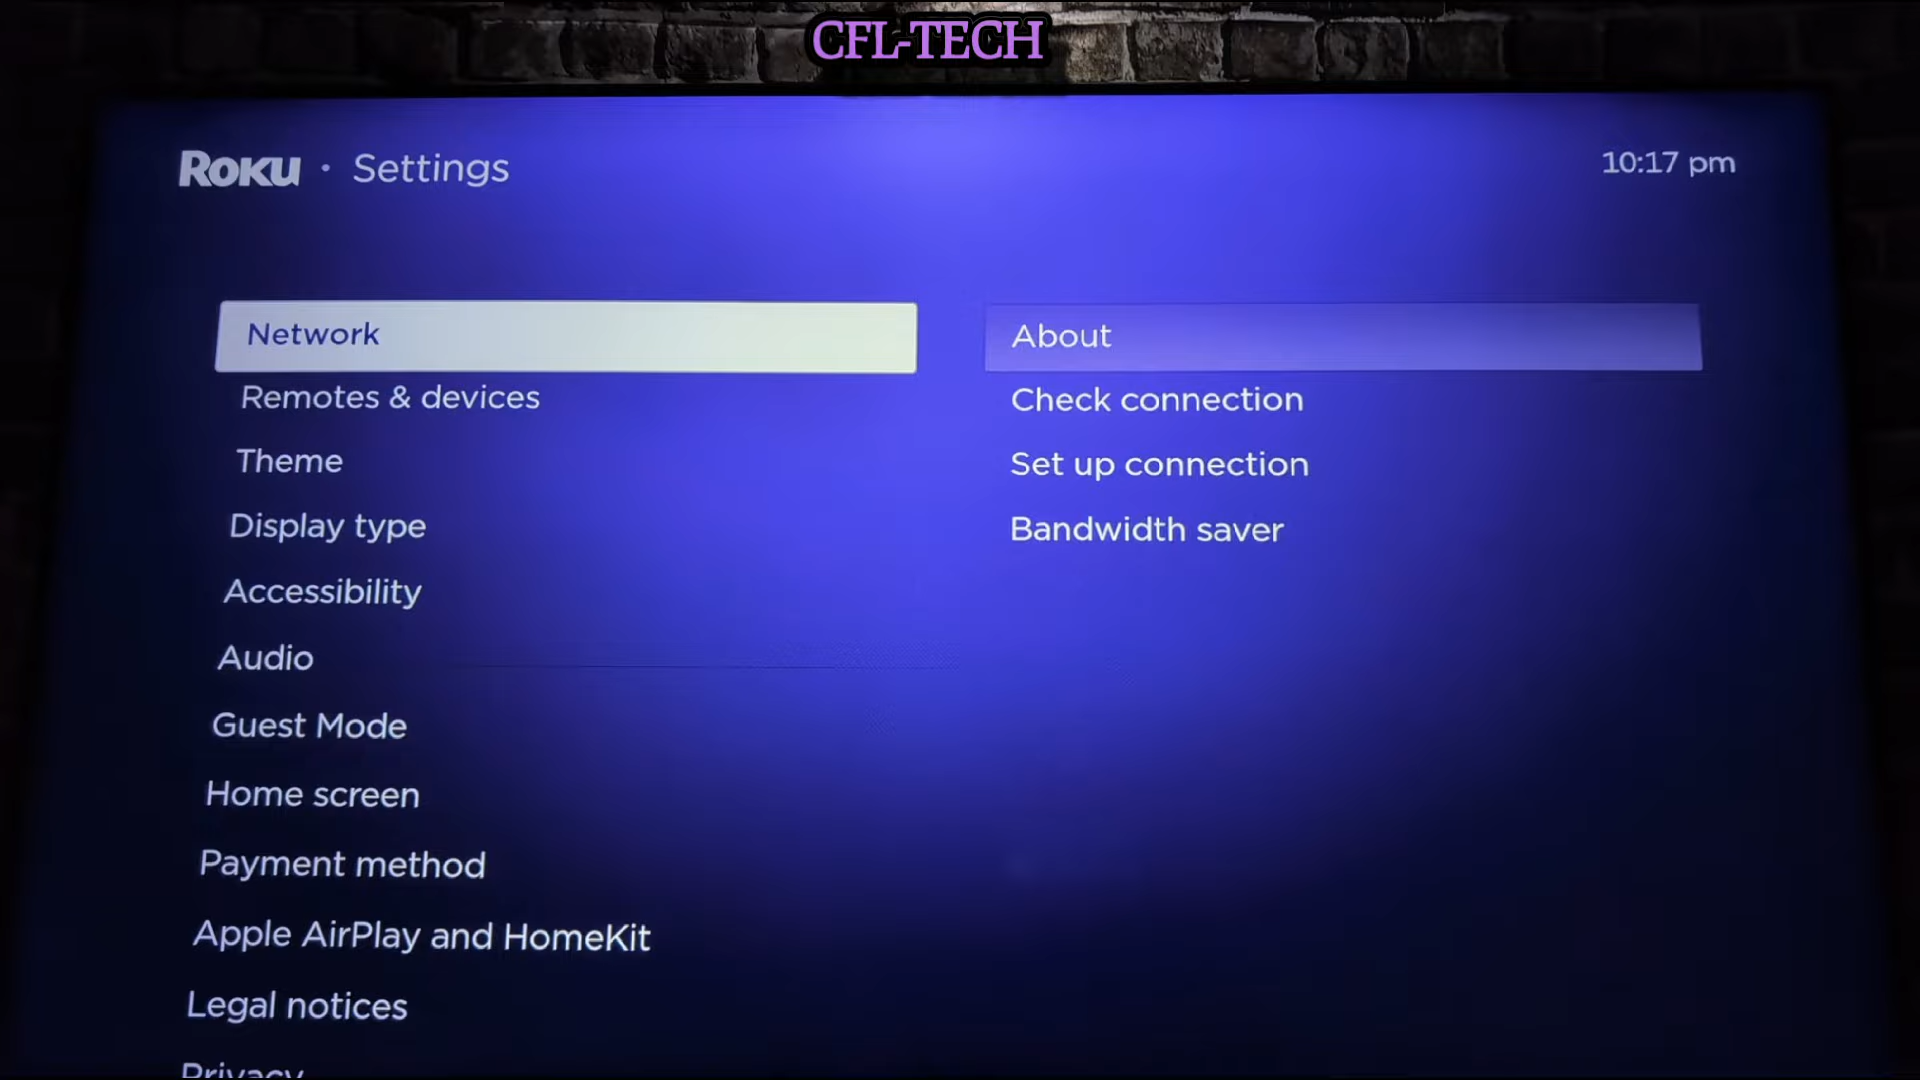 CFL-TECH
Roku • Settings
10:17 pm
Network
Remotes & devices
Theme
Display type
Accessibility
Audio
Guest Mode
Home screen
Payment method
Apple AirPlay and HomeKit
Legal notices
Privacy
About
Check connection
Set up connection
Bandwidth saver